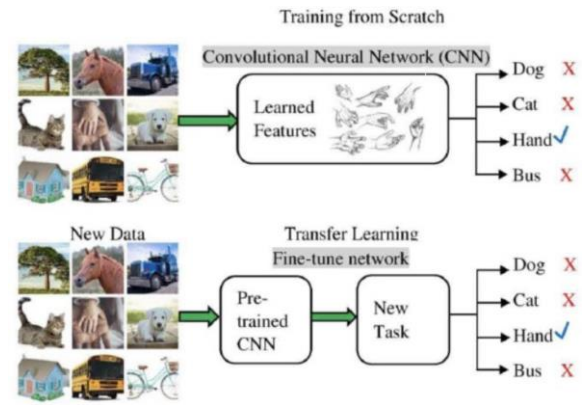 Training from Scratch
Convolutional Neural Network (CNN)
Learned
Features
Dog X
Cat X
Hand ✓
Bus X
New Data
Transfer Learning
Fine-tune network
Pre-
trained
CNN
New
Task
Dog X
Cat X
Hand ✓
Bus X